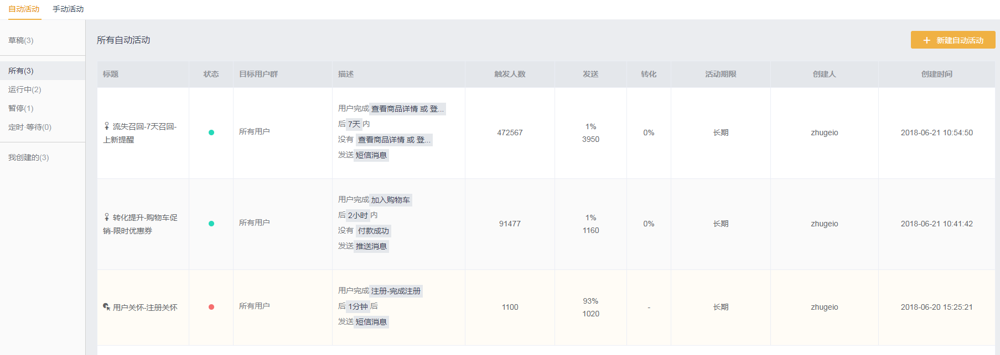 自动活动 手动活动
草稿(3)
所有(3)
运行中(2)
暂停(1)
定时·等待(0)
我创建的(3)
所有自动活动
+ 新建自动活动
标题 状态 目标用户群 描述 触发人数 发送 转化 活动期限 创建人 创建时间
流失召回-7天召回-
上新提醒
所有用户
用户完成 查看商品详情 或 登...
后 7天 内
没有 查看商品详情 或 登...
发送 短信消息
472567
1%
3950
0%
长期
zhugeio
2018-06-21 10:54:50
转化提升-购物车促
销-限时优惠券
所有用户
用户完成 加入购物车
后 2小时 内
没有 付款成功
发送 推送消息
91477
1%
1160
0%
长期
zhugeio
2018-06-21 10:41:42
用户关怀-注册关怀
所有用户
用户完成 注册-完成注册
后 1分钟 后
发送 短信消息
1100
93%
1020
-
长期
zhugeio
2018-06-20 15:25:21